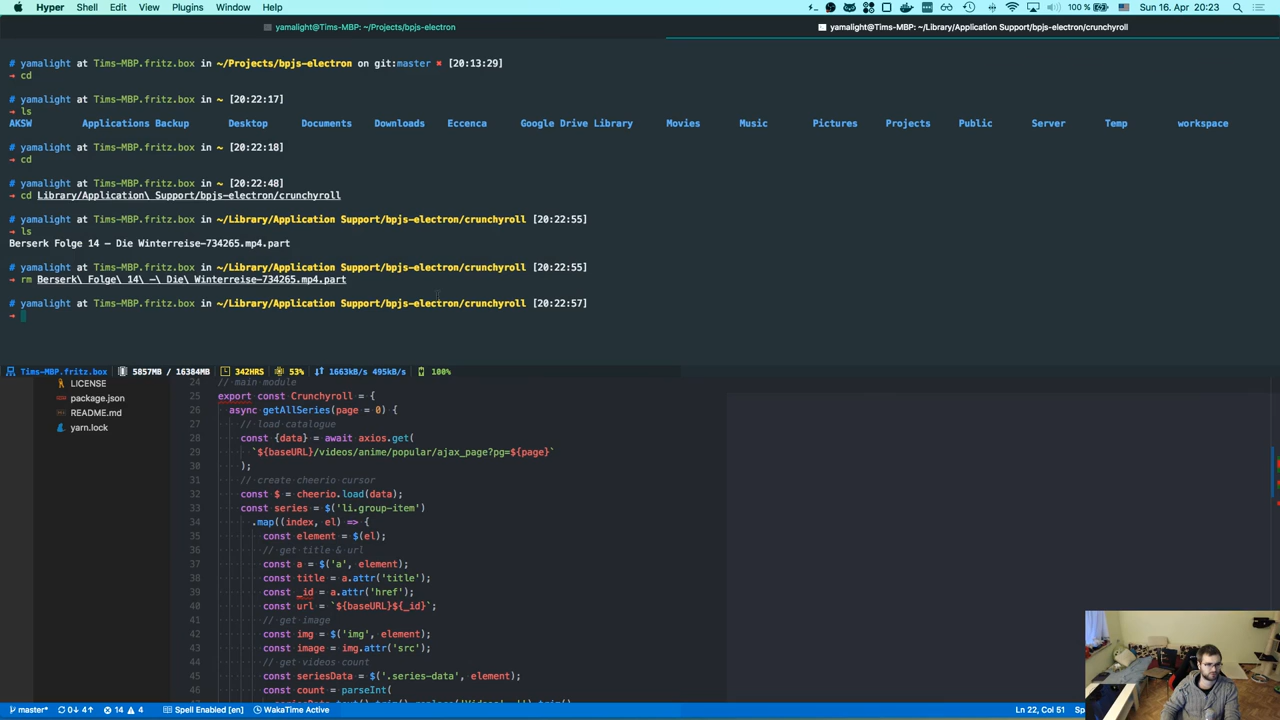 Hyper Shell Edit View Plugins Window Help 100 % Sun 16. Apr 20:23
yamalight@Tims-MBP: ~/Projects/bpjs-electron
yamalight@Tims-MBP: ~/Library/Application Support/bpjs-electron/crunchyroll
# yamalight at Tims-MBP.fritz.box in ~/Projects/bpjs-electron on git:master ✖ [20:13:29]
→ cd
# yamalight at Tims-MBP.fritz.box in ~ [20:22:17]
→ ls
AKSW Applications Backup Desktop Documents Downloads Eccenca Google Drive Library Movies Music Pictures Projects Public Server Temp workspace
# yamalight at Tims-MBP.fritz.box in ~ [20:22:18]
→ cd
# yamalight at Tims-MBP.fritz.box in ~ [20:22:48]
→ cd Library/Application\ Support/bpjs-electron/crunchyroll
# yamalight at Tims-MBP.fritz.box in ~/Library/Application Support/bpjs-electron/crunchyroll [20:22:55]
→ ls
Berserk Folge 14 – Die Winterreise-734265.mp4.part
# yamalight at Tims-MBP.fritz.box in ~/Library/Application Support/bpjs-electron/crunchyroll [20:22:55]
→ rm Berserk\ Folge\ 14\ –\ Die\ Winterreise-734265.mp4.part
# yamalight at Tims-MBP.fritz.box in ~/Library/Application Support/bpjs-electron/crunchyroll [20:22:57]
→
Tims-MBP.fritz.box 5857MB / 16384MB 342HRS 53% 1663kB/s 495kB/s 100%
LICENSE
package.json
README.md
yarn.lock
24 // main module
25 export const Crunchyroll = {
26 async getAllSeries(page = 0) {
27 // load catalogue
28 const {data} = await axios.get(
29 `${baseURL}/videos/anime/popular/ajax_page?pg=${page}`
30 );
31 // create cheerio cursor
32 const $ = cheerio.load(data);
33 const series = $('li.group-item')
34 .map((index, el) => {
35 const element = $(el);
36 // get title & url
37 const a = $('a', element);
38 const title = a.attr('title');
39 const _id = a.attr('href');
40 const url = `${baseURL}${_id}`;
41 // get image
42 const img = $('img', element);
43 const image = img.attr('src');
44 // get videos count
45 const seriesData = $('.series-data', element);
46 const count = parseInt(
master* 0↓ 4↑ 14 4 Spell Enabled [en] WakaTime Active Ln 22, Col 51